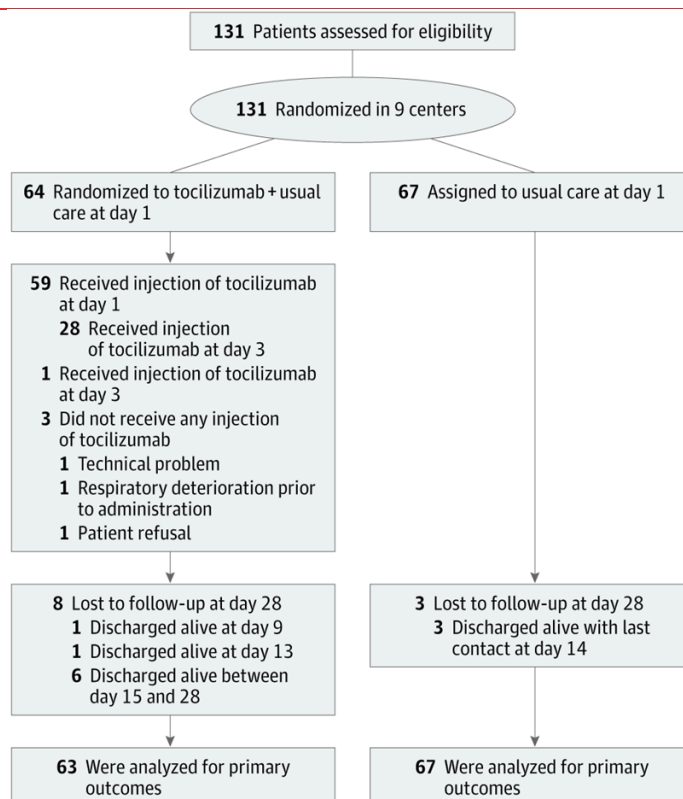 131 Patients assessed for eligibility
131 Randomized in 9 centers
64 Randomized to tocilizumab + usual
care at day 1
59 Received injection of tocilizumab
at day 1
28 Received injection
of tocilizumab at day 3
1 Received injection of tocilizumab
at day 3
3 Did not receive any injection
of tocilizumab
1 Technical problem
1 Respiratory deterioration prior
to administration
1 Patient refusal
8 Lost to follow-up at day 28
1 Discharged alive at day 9
1 Discharged alive at day 13
6 Discharged alive between
day 15 and 28
63 Were analyzed for primary
outcomes
67 Assigned to usual care at day 1
3 Lost to follow-up at day 28
3 Discharged alive with last
contact at day 14
67 Were analyzed for primary
outcomes